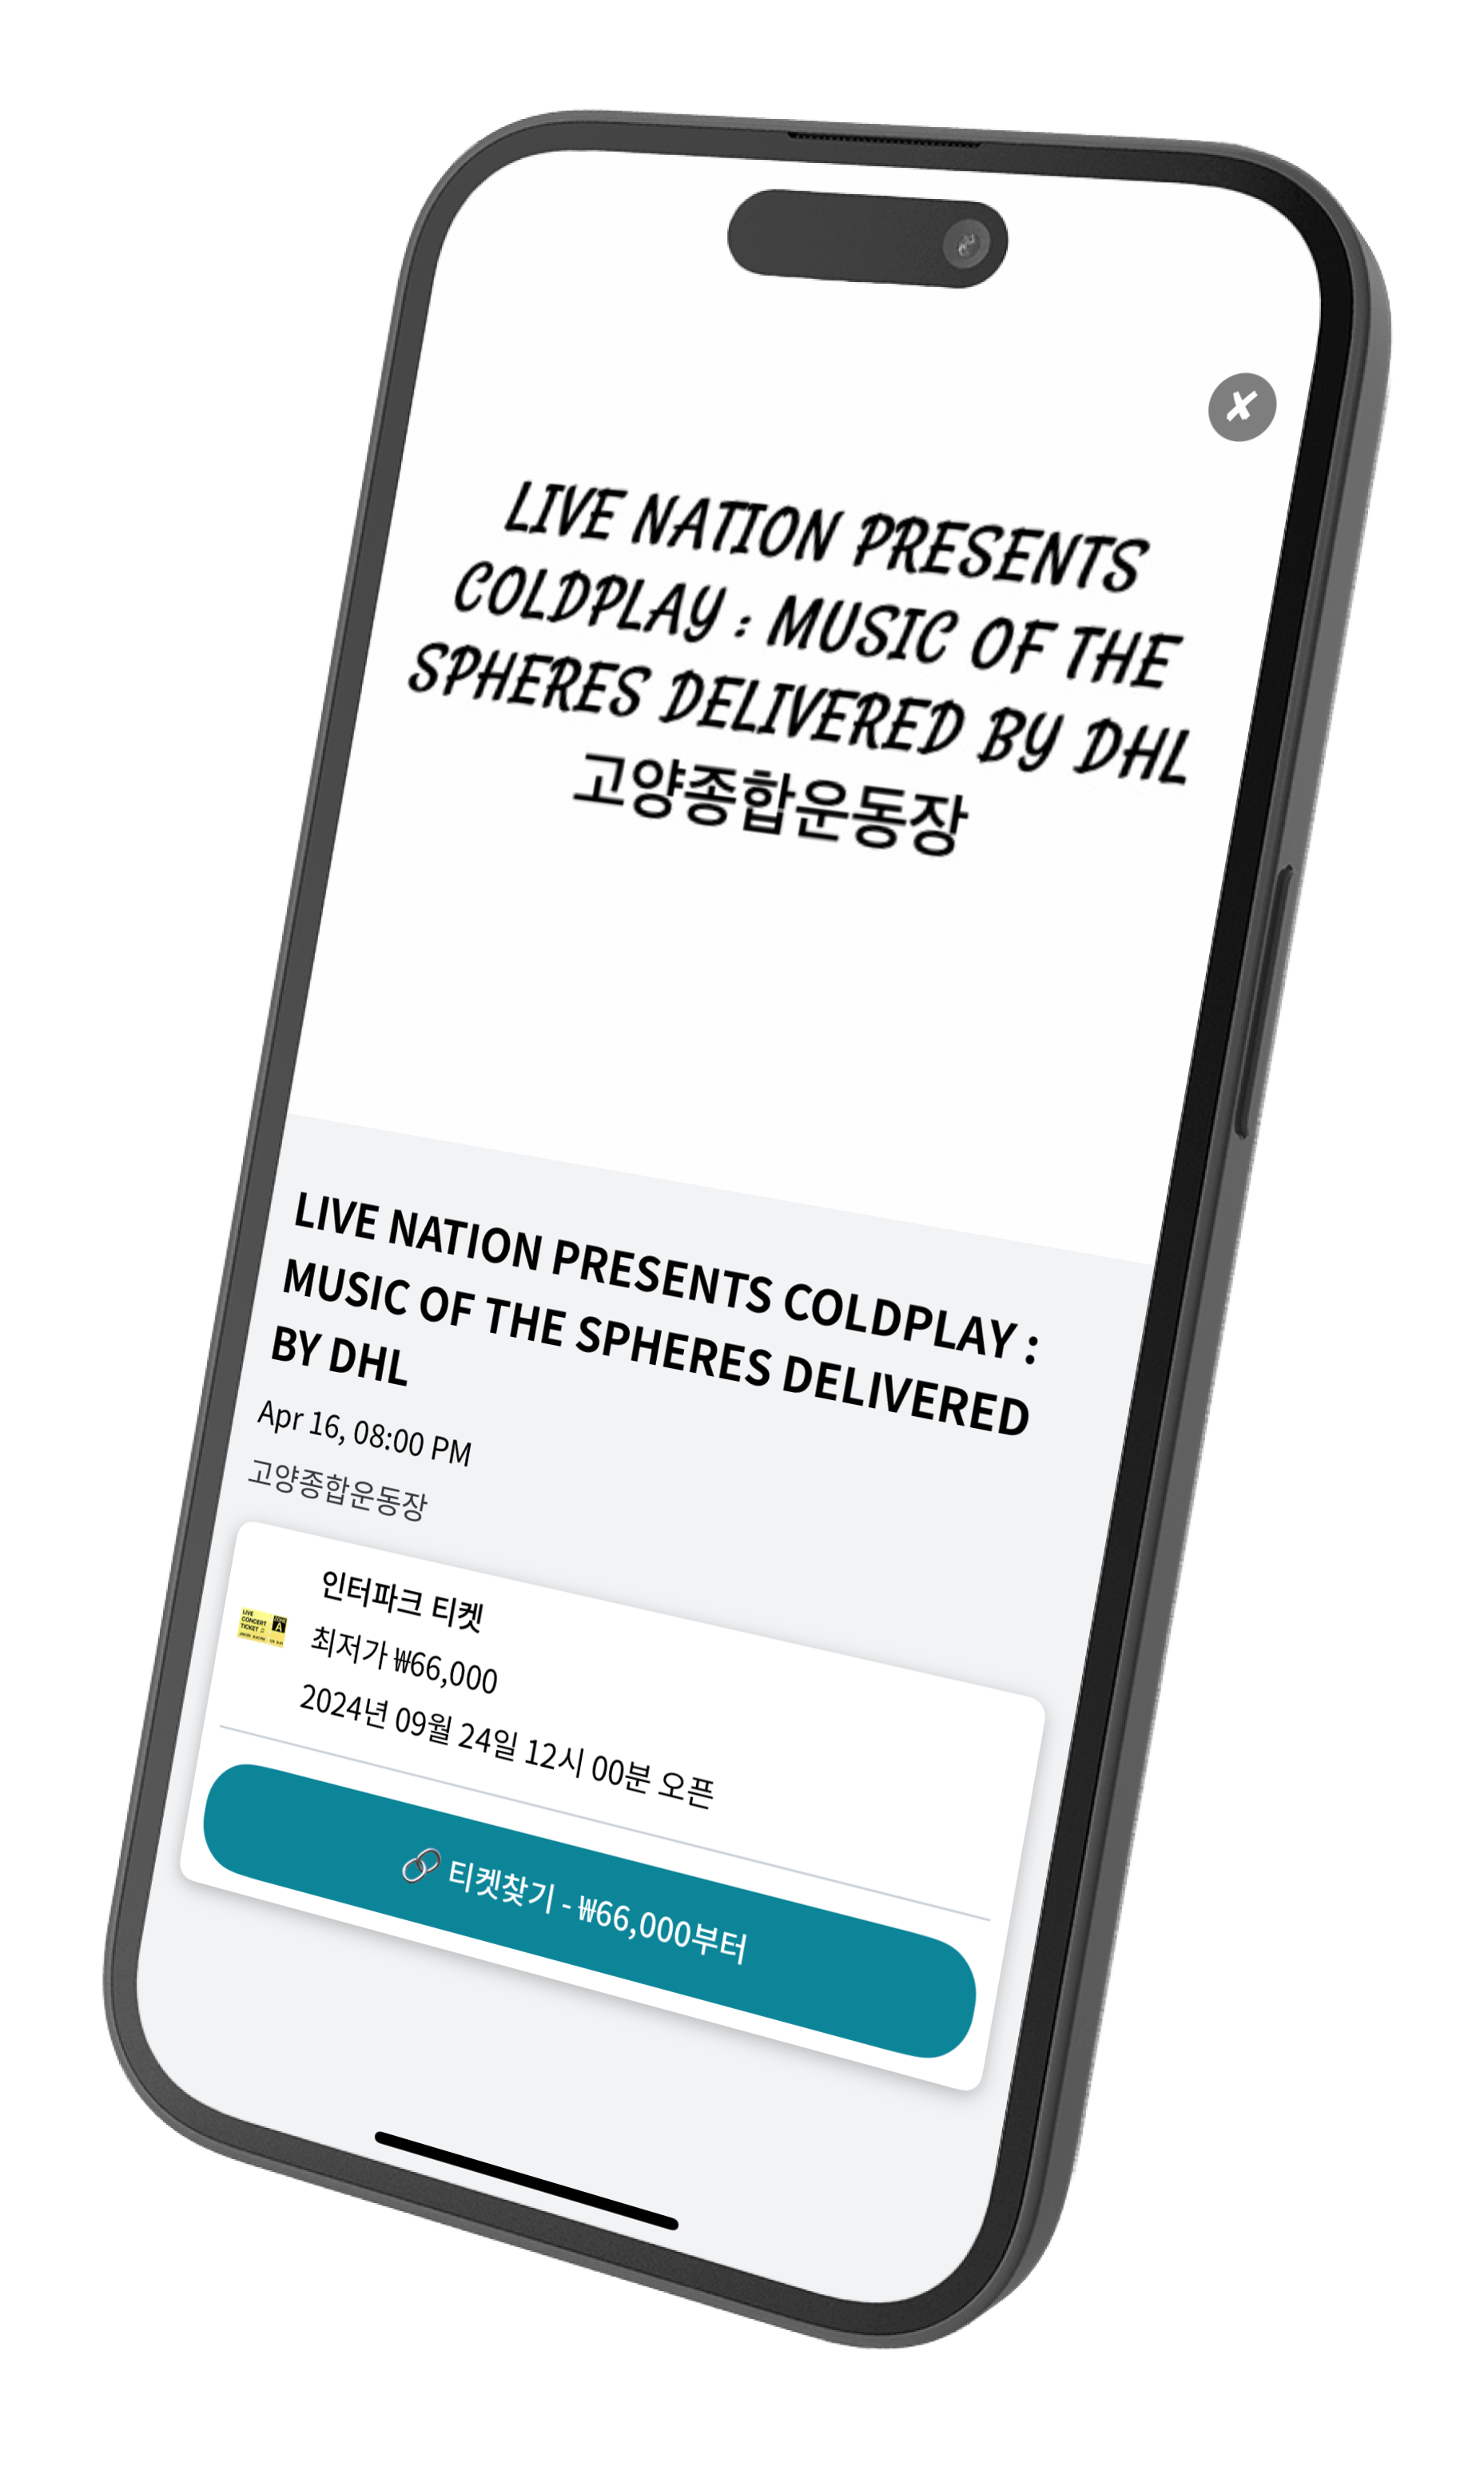 LIVE NATION PRESENTS
COLDPLAY : MUSIC OF THE
SPHERES DELIVERED BY DHL
고양종합운동장
LIVE NATION PRESENTS COLDPLAY :
MUSIC OF THE SPHERES DELIVERED
BY DHL
Apr 16, 08:00 PM
고양종합운동장
인터파크 티켓
LIVE
CONCERT
TICKET
A
최저가 ₩66,000
2024년 09월 24일 12시 00분 오픈
티켓찾기 - ₩66,000부터